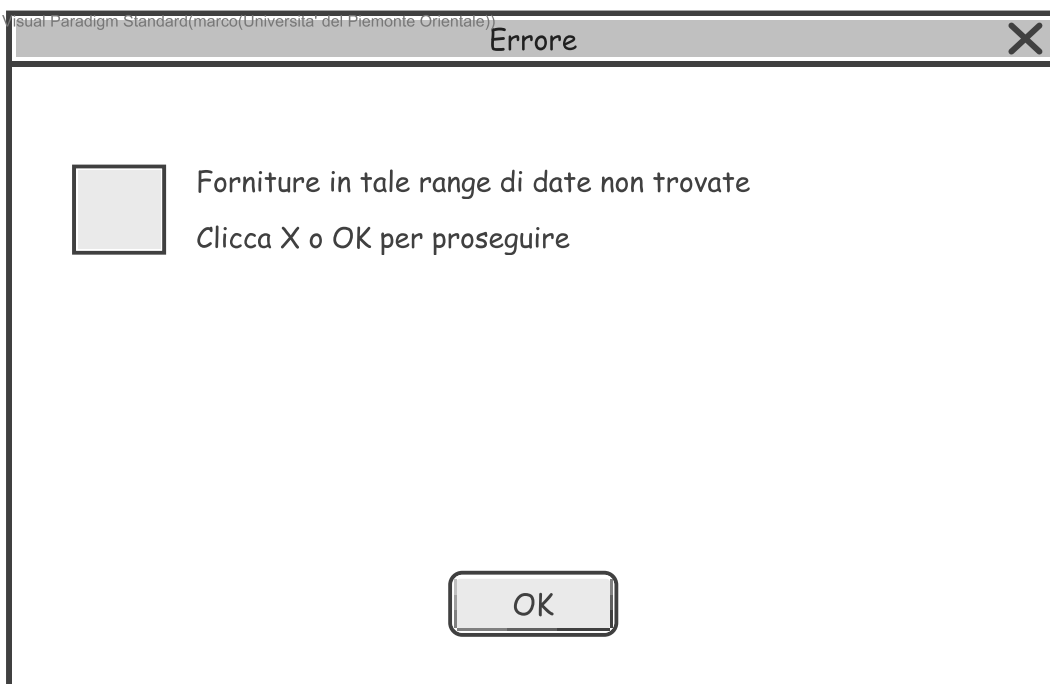 Visual Paradigm Standard(marco(Universita' del Piemonte Orientale))
Errore
Forniture in tale range di date non trovate
Clicca X o OK per proseguire
OK